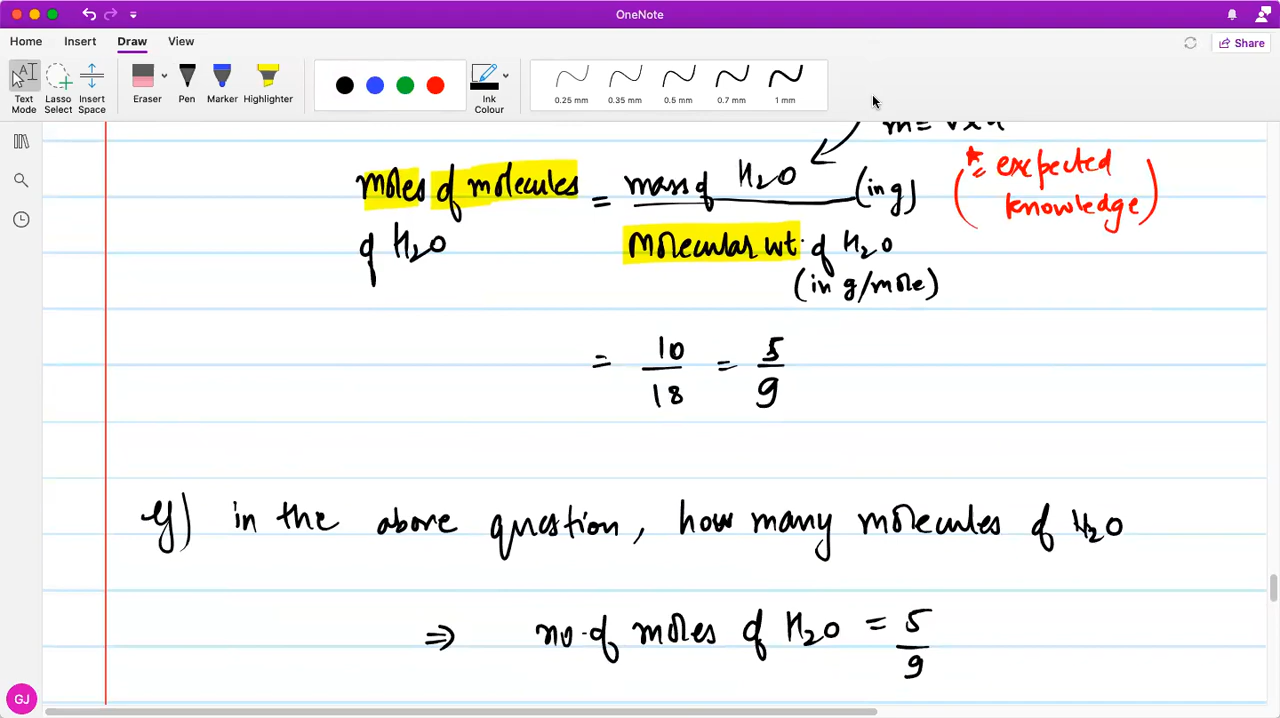 OneNote
Home Insert Draw View
Share
Text Mode
Lasso Select
Insert Space
Eraser
Pen
Marker
Highlighter
Ink Colour
0.25 mm 0.35 mm 0.5 mm 0.7 mm 1 mm
m = v x d
moles of molecules of H2O = mass of H2O (in g)
Molecular wt. of H2O
(in g/mole)
(* = expected
knowledge)
= 10/18 = 5/9
eg) in the above question, how many molecules of H2O
⇒ no. of moles of H2O = 5/9
GJ